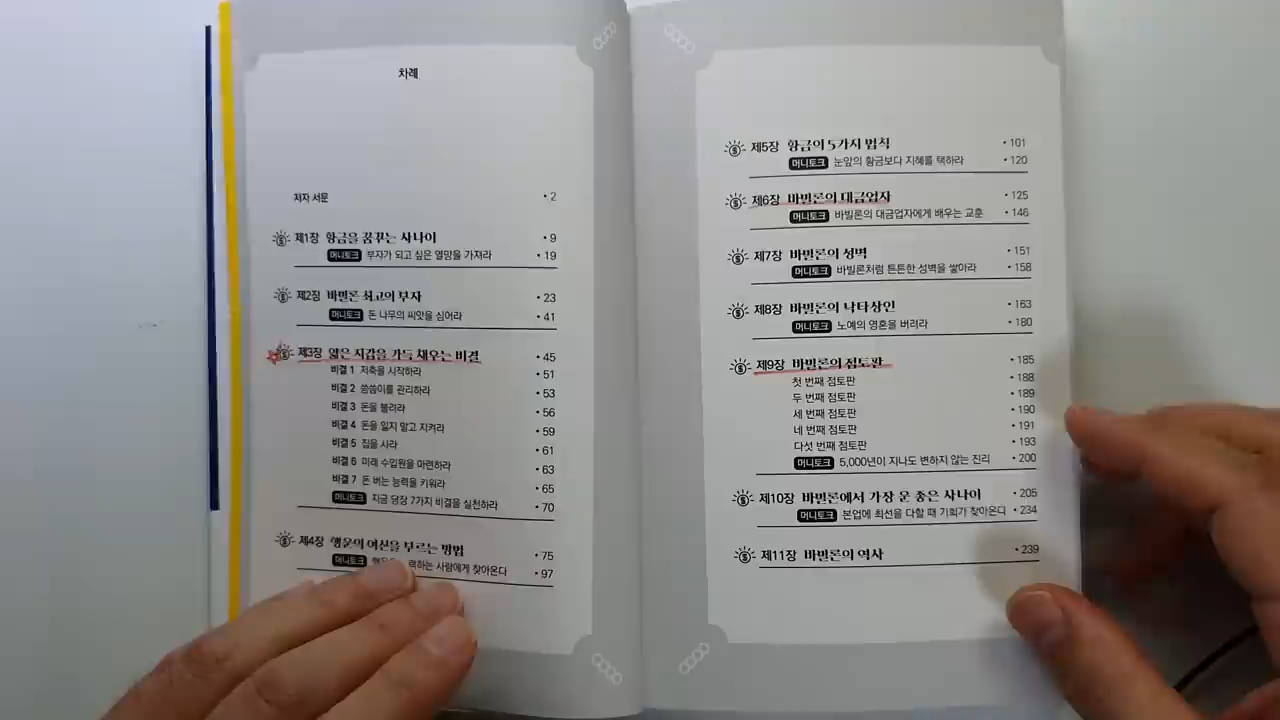 차례
저자 서문 • 2
제1장 황금을 꿈꾸는 사나이 • 9
머니토크 부자가 되고 싶은 열망을 가져라 • 19
제2장 바빌론 최고의 부자 • 23
머니토크 돈 나무의 씨앗을 심어라 • 41
제3장 얇은 지갑을 가득 채우는 비결 • 45
비결 1 저축을 시작하라 • 51
비결 2 씀씀이를 관리하라 • 53
비결 3 돈을 불려라 • 56
비결 4 돈을 잃지 말고 지켜라 • 59
비결 5 집을 사라 • 61
비결 6 미래 수입원을 마련하라 • 63
비결 7 돈 버는 능력을 키워라 • 65
머니토크 지금 당장 7가지 비결을 실천하라 • 70
제4장 행운의 여신을 부르는 방법 • 75
머니토크 사람에게 찾아온다 • 97
제5장 황금의 5가지 법칙 • 101
머니토크 눈앞의 황금보다 지혜를 택하라 • 120
제6장 바빌론의 대금업자 • 125
머니토크 바빌론의 대금업자에게 배우는 교훈 • 146
제7장 바빌론의 성벽 • 151
머니토크 바빌론처럼 튼튼한 성벽을 쌓아라 • 158
제8장 바빌론의 낙타상인 • 163
머니토크 노예의 영혼을 버려라 • 180
제9장 바빌론의 점토판 • 185
첫 번째 점토판 • 188
두 번째 점토판 • 189
세 번째 점토판 • 190
네 번째 점토판 • 191
다섯 번째 점토판 • 193
머니토크 5,000년이 지나도 변하지 않는 진리 • 200
제10장 바빌론에서 가장 운 좋은 사나이 • 205
머니토크 본업에 최선을 다할 때 기회가 찾아온다 • 234
제11장 바빌론의 역사 • 239